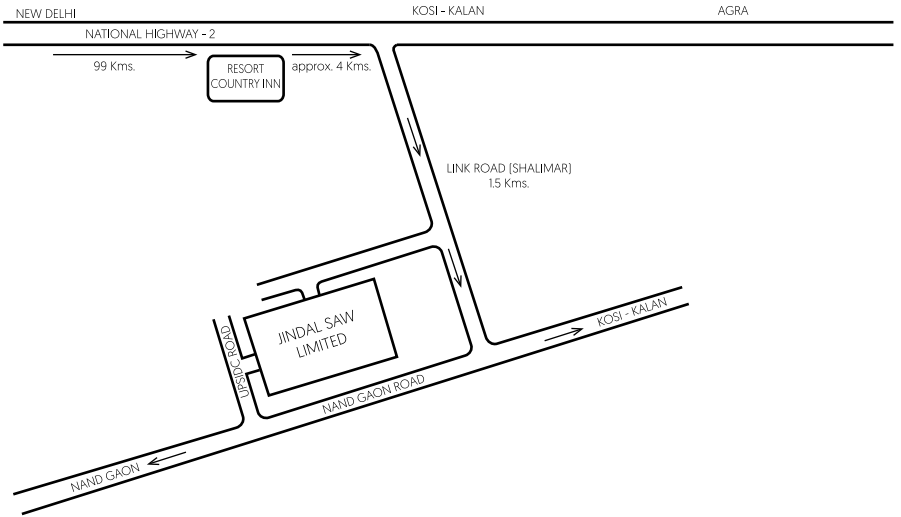 NEW DELHI
KOSI - KALAN
AGRA
NATIONAL HIGHWAY - 2
99 Kms.
RESORT
COUNTRY INN
approx. 4 Kms.
LINK ROAD (SHALIMAR)
1.5 Kms.
JINDAL SAW
LIMITED
UPSIDC ROAD
KOSI - KALAN
NAND GAON ROAD
NAND GAON